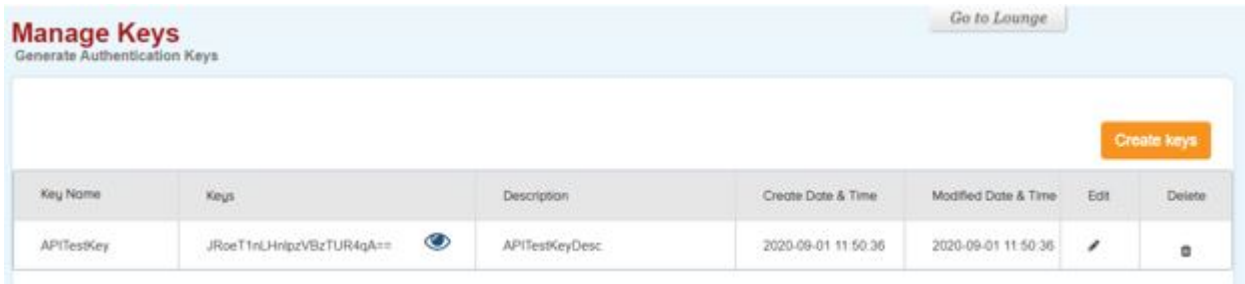 Go to Lounge
Manage Keys
Generate Authentication Keys
Create keys
Key Name Keys Description Create Date & Time Modified Date & Time Edit Delete
APITestKey JRoeT1nLHnlpzVBzTUR4qA== APITestKeyDesc 2020-09-01 11:50:36 2020-09-01 11:50:36